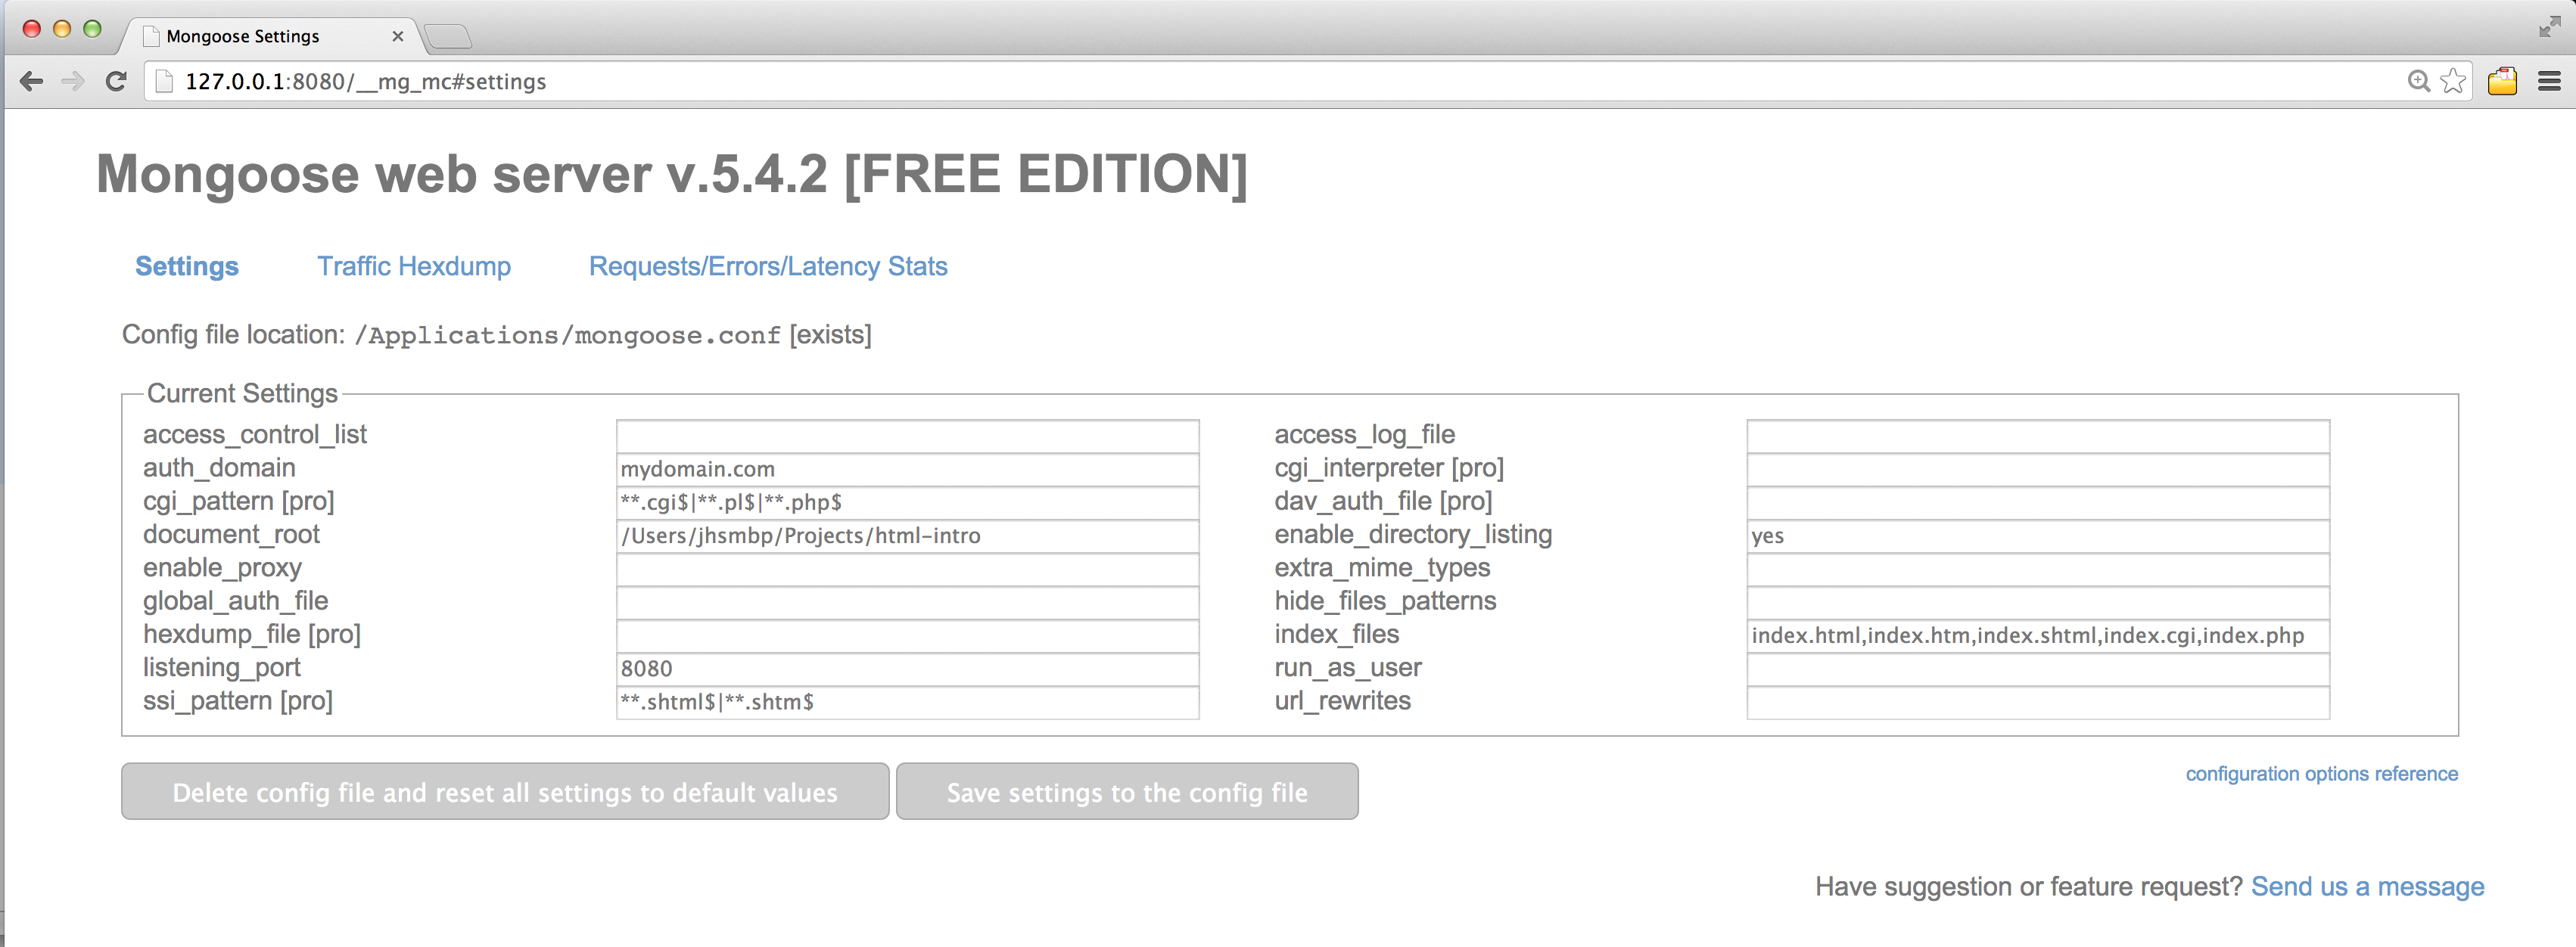 Mongoose Settings
127.0.0.1:8080/__mg_mc#settings
Mongoose web server v.5.4.2 [FREE EDITION]
Settings Traffic Hexdump Requests/Errors/Latency Stats
Config file location: /Applications/mongoose.conf [exists]
Current Settings
access_control_list
auth_domain mydomain.com
cgi_pattern [pro] **.cgi$|**.pl$|**.php$
document_root /Users/jhsmbp/Projects/html-intro
enable_proxy
global_auth_file
hexdump_file [pro]
listening_port 8080
ssi_pattern [pro] **.shtml$|**.shtm$
access_log_file
cgi_interpreter [pro]
dav_auth_file [pro]
enable_directory_listing yes
extra_mime_types
hide_files_patterns
index_files index.html,index.htm,index.shtml,index.cgi,index.php
run_as_user
url_rewrites
Delete config file and reset all settings to default values Save settings to the config file
configuration options reference
Have suggestion or feature request? Send us a message